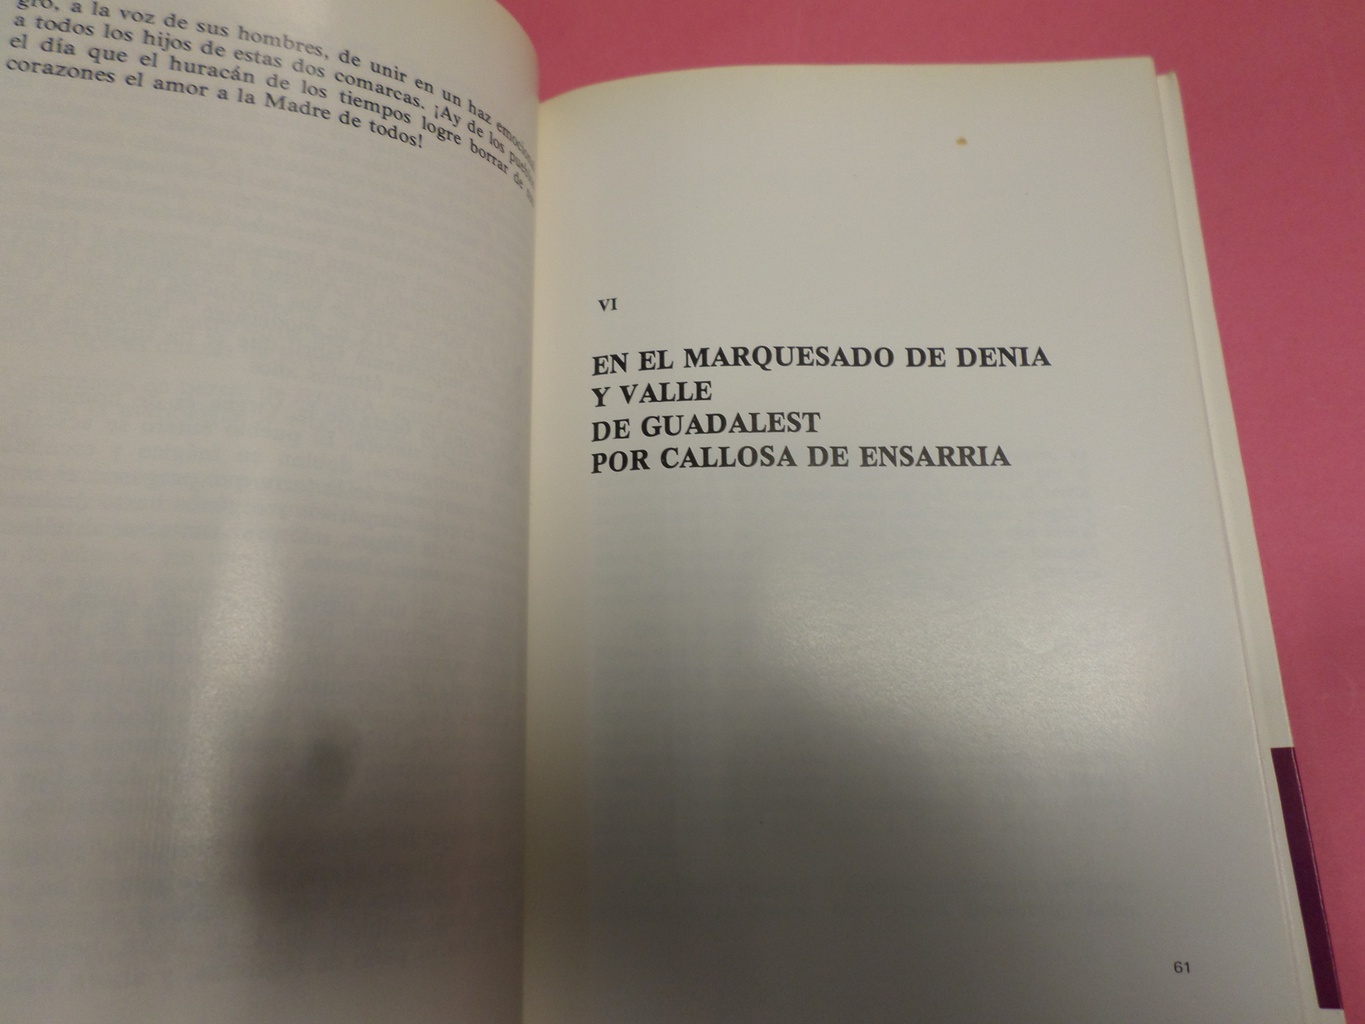 gro, a la voz de sus hombres, de unir en un haz
a todos los hijos de estas dos comarcas. ¡Ay de los
el día que el huracán de los tiempos logre borrar de
corazones el amor a la Madre de todos!
VI
EN EL MARQUESADO DE DENIA
Y VALLE
DE GUADALEST
POR CALLOSA DE ENSARRIA
61